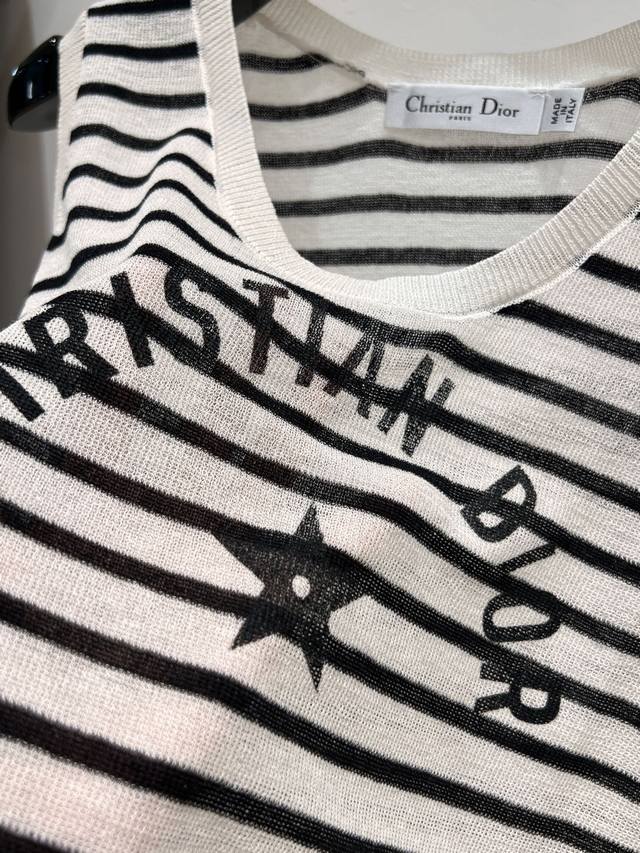 Christian Dior
PARIS
MADE
IN
ITALY
RISTIAN DIOR